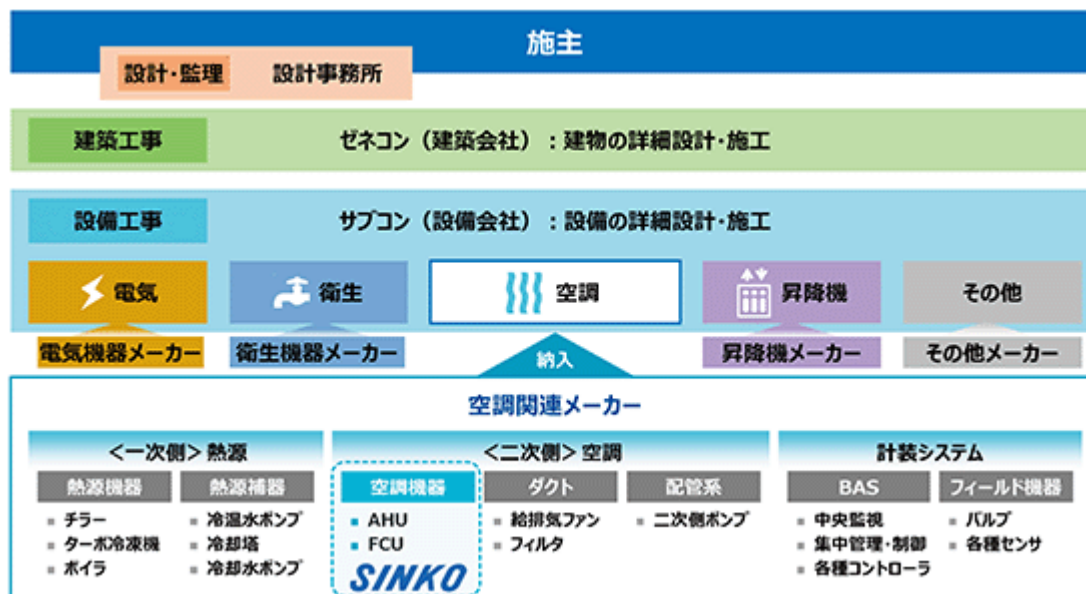 施主
設計・監理 設計事務所
建築工事 ゼネコン（建築会社）：建物の詳細設計・施工
設備工事 サブコン（設備会社）：設備の詳細設計・施工
電気 衛生 空調 昇降機 その他
電気機器メーカー 衛生機器メーカー 納入 昇降機メーカー その他メーカー
空調関連メーカー
＜一次側＞熱源 ＜二次側＞空調 計装システム
熱源機器 熱源補器 空調機器 ダクト 配管系 BAS フィールド機器
▪ チラー ▪ 冷温水ポンプ ▪ AHU ▪ 給排気ファン ▪ 二次側ポンプ ▪ 中央監視 ▪ バルブ
▪ ターボ冷凍機 ▪ 冷却塔 ▪ FCU ▪ フィルタ ▪ 集中管理・制御 ▪ 各種センサ
▪ ボイラ ▪ 冷却水ポンプ SINKO ▪ 各種コントローラ